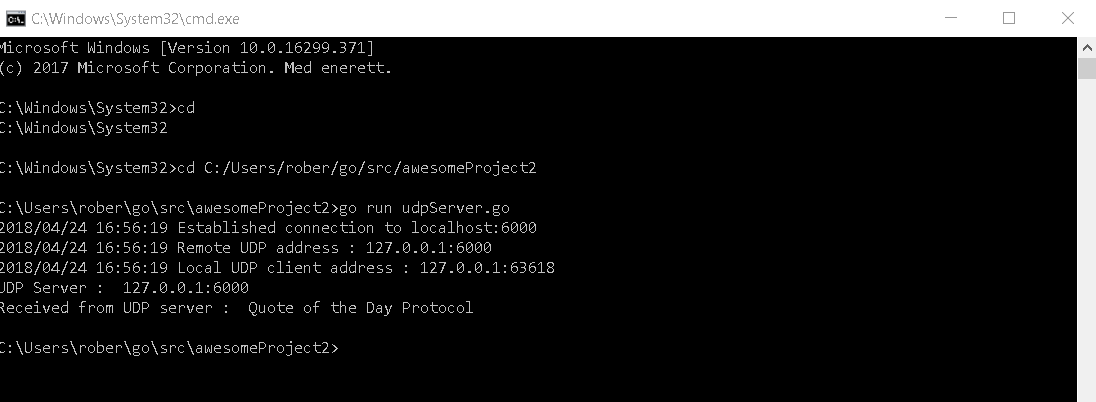 C:\Windows\System32\cmd.exe
Microsoft Windows [Version 10.0.16299.371]
(c) 2017 Microsoft Corporation. Med enerett.
C:\Windows\System32>cd
C:\Windows\System32
C:\Windows\System32>cd C:/Users/rober/go/src/awesomeProject2
C:\Users\rober\go\src\awesomeProject2>go run udpServer.go
2018/04/24 16:56:19 Established connection to localhost:6000
2018/04/24 16:56:19 Remote UDP address : 127.0.0.1:6000
2018/04/24 16:56:19 Local UDP client address : 127.0.0.1:63618
UDP Server :  127.0.0.1:6000
Received from UDP server :  Quote of the Day Protocol
C:\Users\rober\go\src\awesomeProject2>